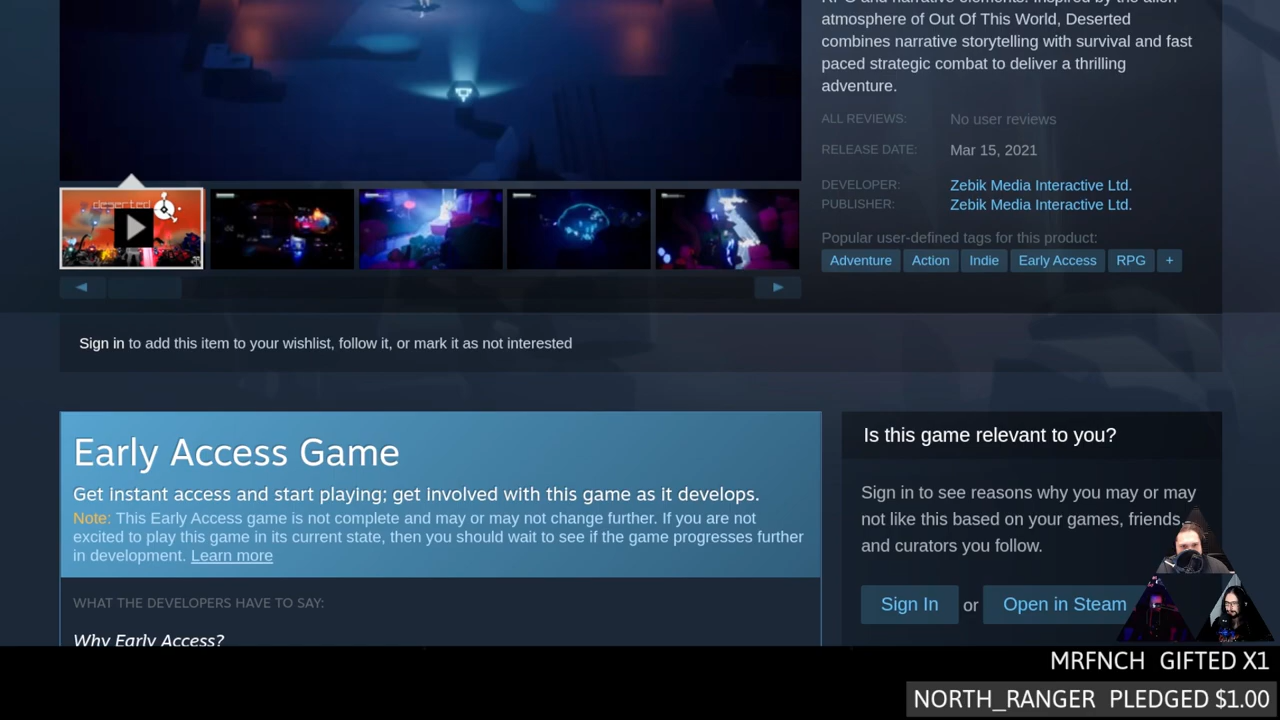 atmosphere of Out Of This World, Deserted
combines narrative storytelling with survival and fast
paced strategic combat to deliver a thrilling
adventure.
ALL REVIEWS: No user reviews
RELEASE DATE: Mar 15, 2021
DEVELOPER: Zebik Media Interactive Ltd.
PUBLISHER: Zebik Media Interactive Ltd.
Popular user-defined tags for this product:
Adventure Action Indie Early Access RPG +
deserted
Sign in to add this item to your wishlist, follow it, or mark it as not interested
Early Access Game
Get instant access and start playing; get involved with this game as it develops.
Note: This Early Access game is not complete and may or may not change further. If you are not
excited to play this game in its current state, then you should wait to see if the game progresses further
in development. Learn more
WHAT THE DEVELOPERS HAVE TO SAY:
Why Early Access?
Is this game relevant to you?
Sign in to see reasons why you may or may
not like this based on your games, friends,
and curators you follow.
Sign In or Open in Steam
MRFNCH GIFTED X1
NORTH_RANGER PLEDGED $1.00